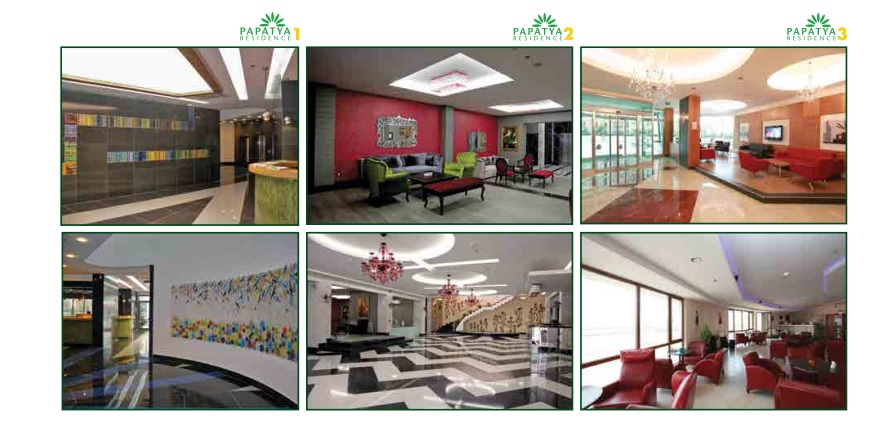 PAPATYA 1
RESIDENCE
PAPATYA 2
RESIDENCE
PAPATYA 3
RESIDENCE